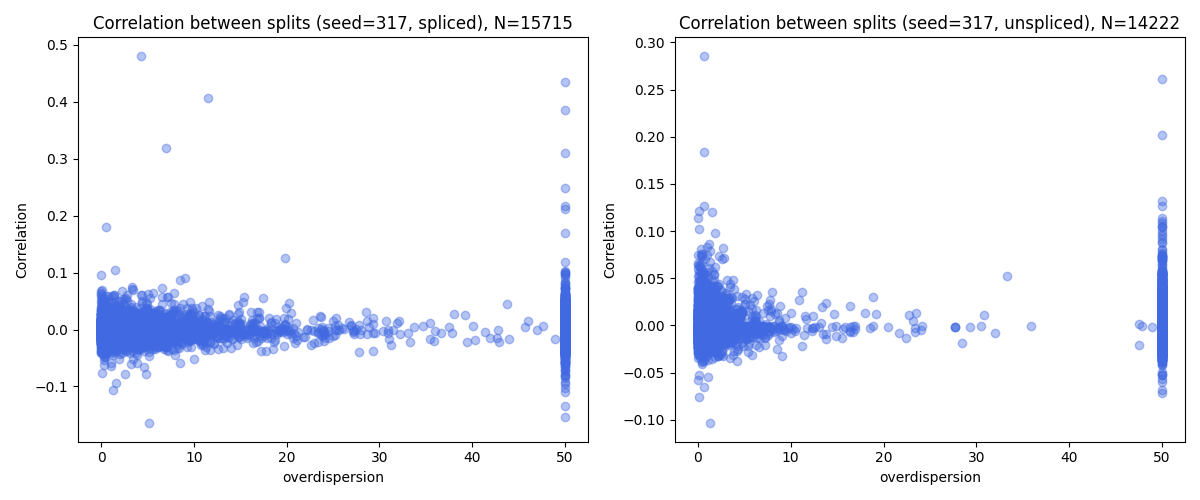 Correlation between splits (seed=317, spliced), N=15715
Correlation
0.5
0.4
0.3
0.2
0.1
0.0
−0.1
0 10 20 30 40 50
overdispersion
Correlation between splits (seed=317, unspliced), N=14222
Correlation
0.30
0.25
0.20
0.15
0.10
0.05
0.00
−0.05
−0.10
0 10 20 30 40 50
overdispersion